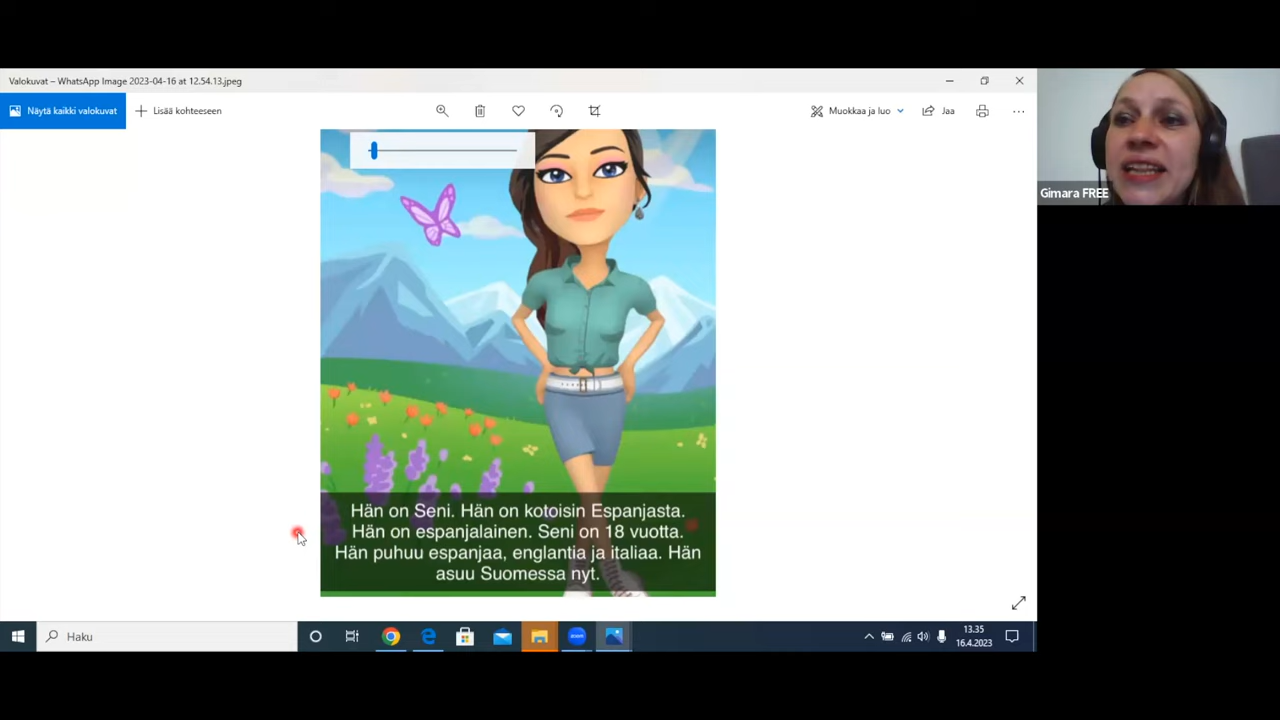 Valokuvat – WhatsApp Image 2023-04-16 at 12.54.13.jpeg
Näytä kaikki valokuvat
Lisää kohteeseen
Muokkaa ja luo
Jaa
Gimara FREE
Hän on Seni. Hän on kotoisin Espanjasta.
Hän on espanjalainen. Seni on 18 vuotta.
Hän puhuu espanjaa, englantia ja italiaa. Hän
asuu Suomessa nyt.
Haku
zoom
13.35
16.4.2023